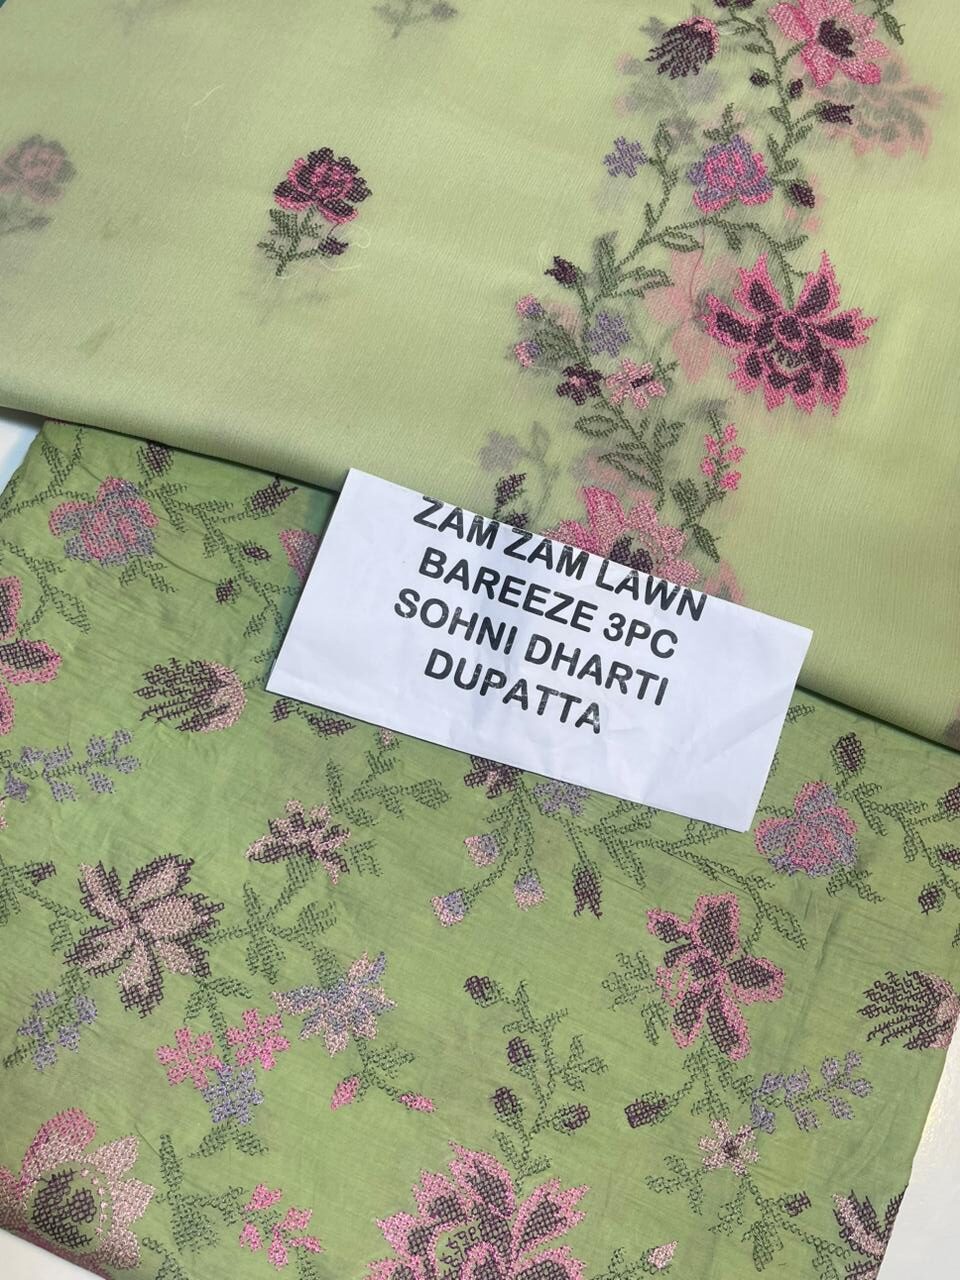 ZAM ZAM LAWN
BAREEZE 3PC
SOHNI DHARTI
DUPATTA